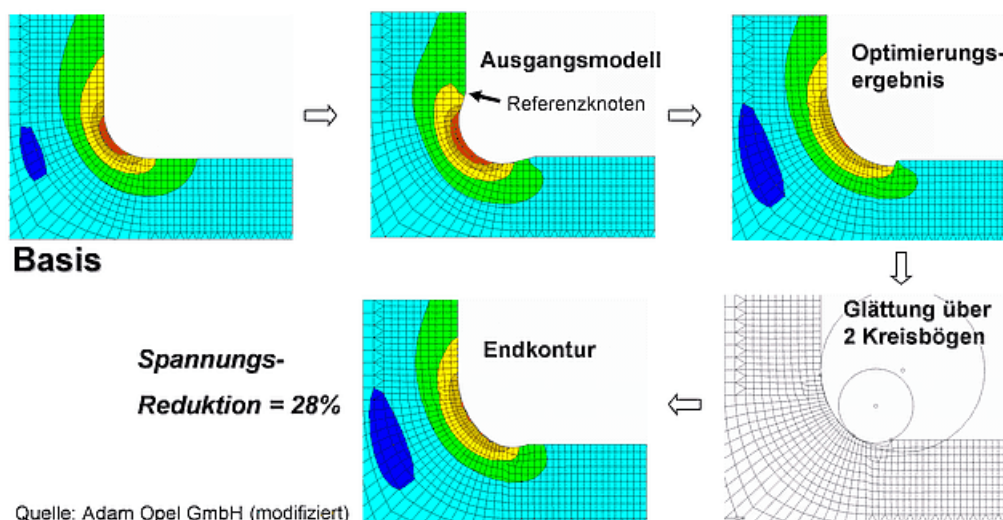 Ausgangsmodell
Referenzknoten
Optimierungs-
ergebnis
Basis
Glättung über
2 Kreisbögen
Endkontur
Spannungs-
Reduktion = 28%
Quelle: Adam Opel GmbH (modifiziert)